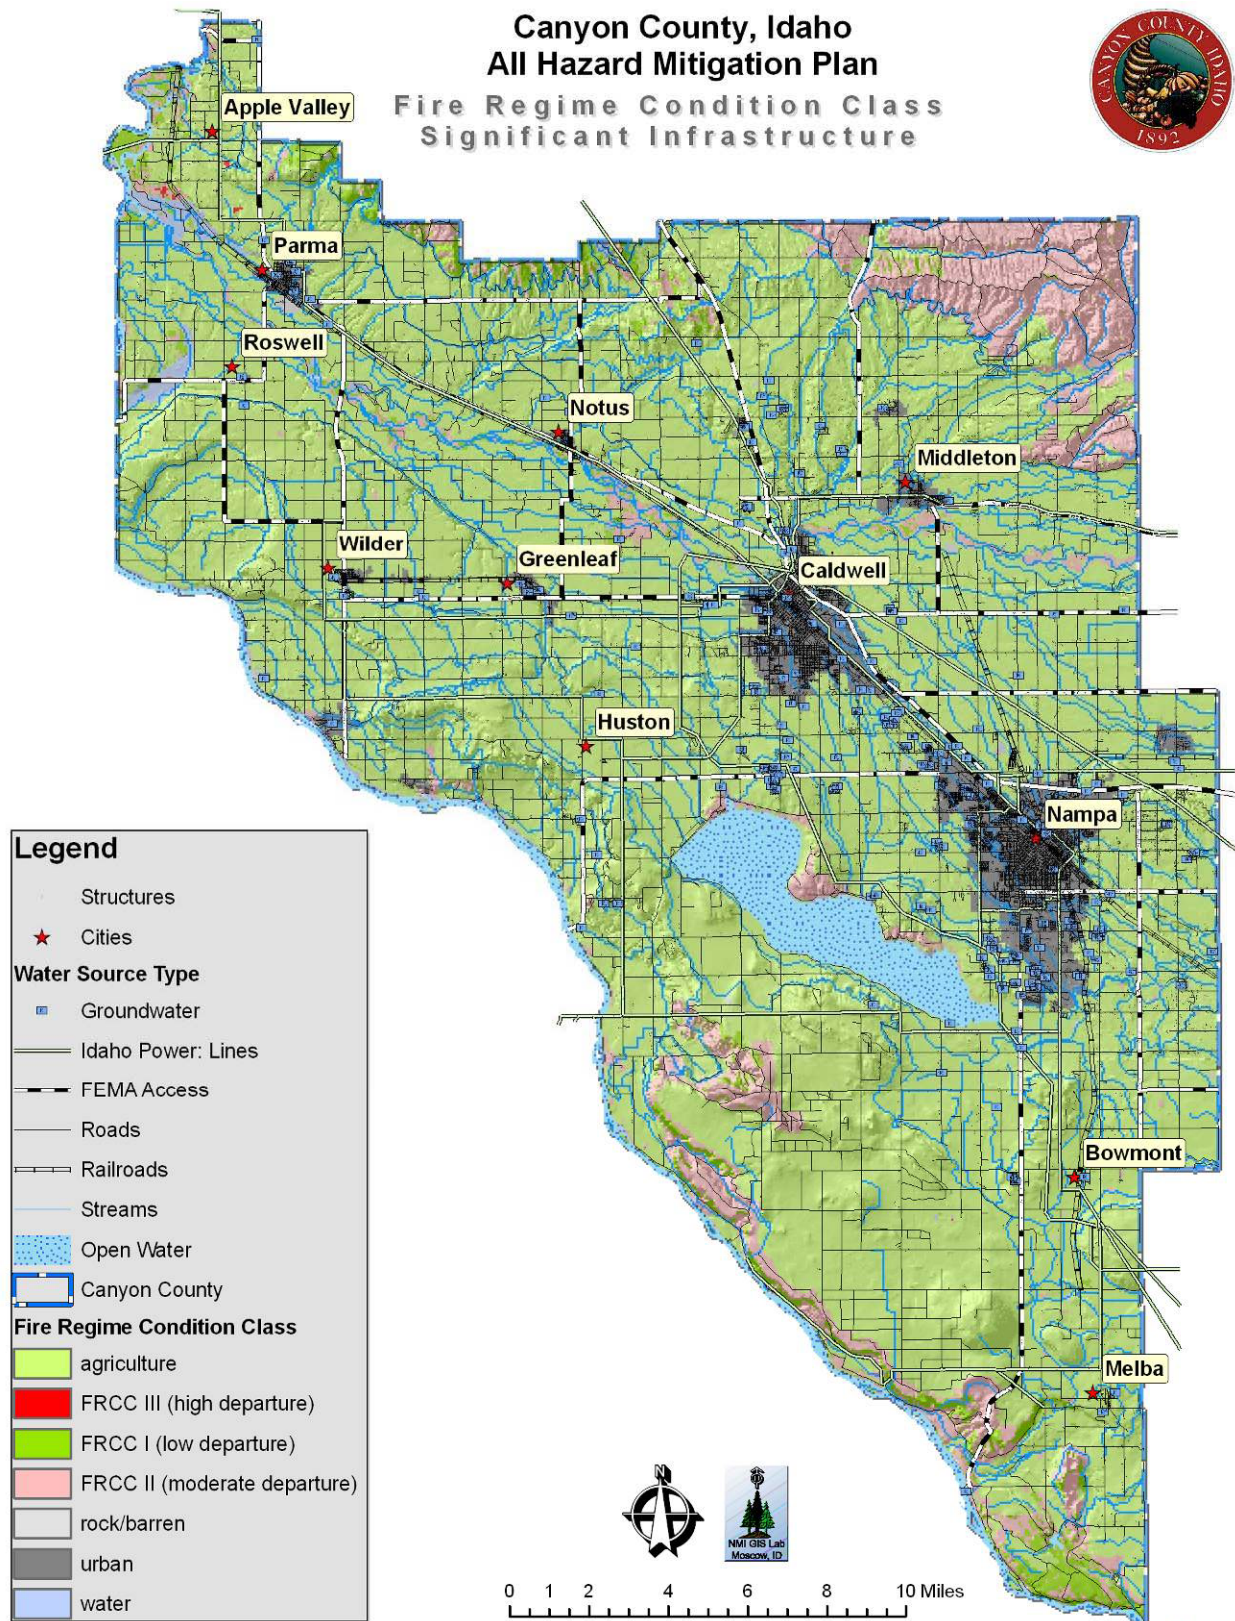 Canyon County, Idaho
All Hazard Mitigation Plan
Fire Regime Condition Class
Significant Infrastructure
CANYON COUNTY IDAHO
1892
Apple Valley
Parma
Roswell
Notus
Middleton
Wilder
Greenleaf
Caldwell
Huston
Nampa
Bowmont
Melba
Legend
Structures
Cities
Water Source Type
Groundwater
Idaho Power: Lines
FEMA Access
Roads
Railroads
Streams
Open Water
Canyon County
Fire Regime Condition Class
agriculture
FRCC III (high departure)
FRCC I (low departure)
FRCC II (moderate departure)
rock/barren
urban
water
N
NMI GIS Lab
Moscow, ID
0 1 2 4 6 8 10 Miles